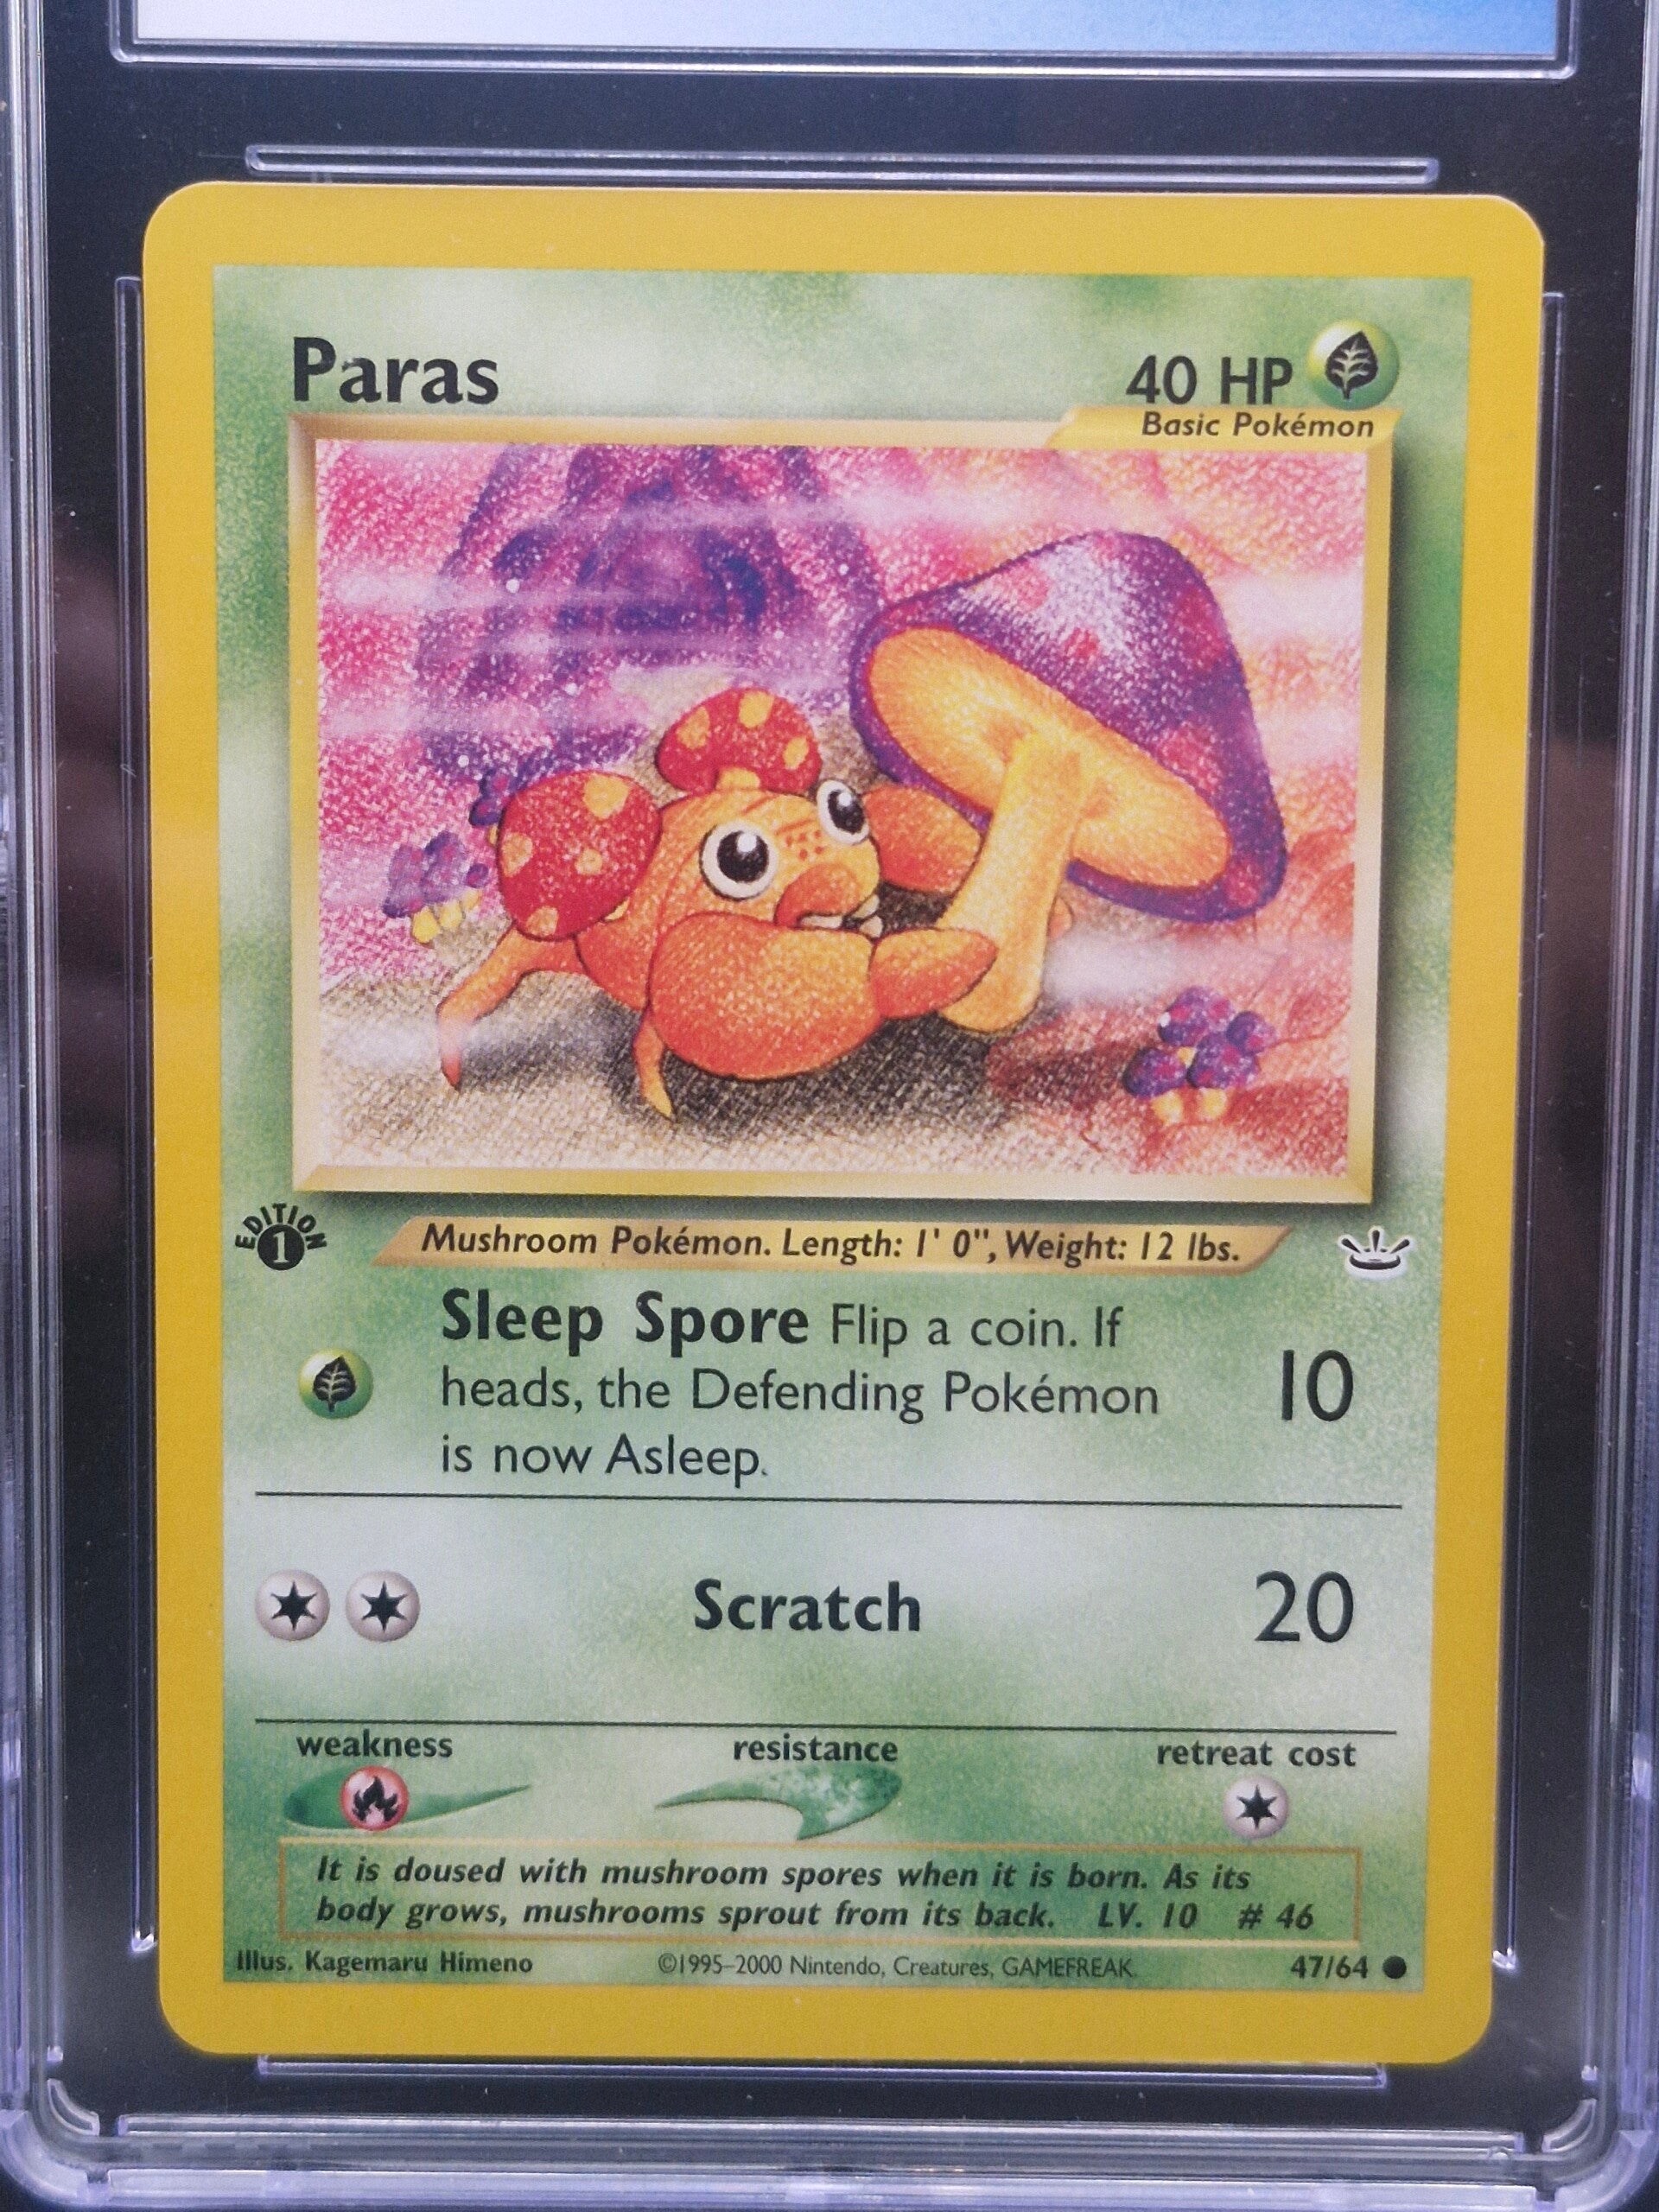 Paras
40 HP
Basic Pokémon
EDITION
1
Mushroom Pokémon. Length: 1' 0", Weight: 12 lbs.
Sleep Spore Flip a coin. If
heads, the Defending Pokémon
is now Asleep.
10
Scratch
20
weakness
resistance
retreat cost
It is doused with mushroom spores when it is born. As its
body grows, mushrooms sprout from its back. LV. 10 # 46
Illus. Kagemaru Himeno
©1995–2000 Nintendo, Creatures, GAMEFREAK.
47/64